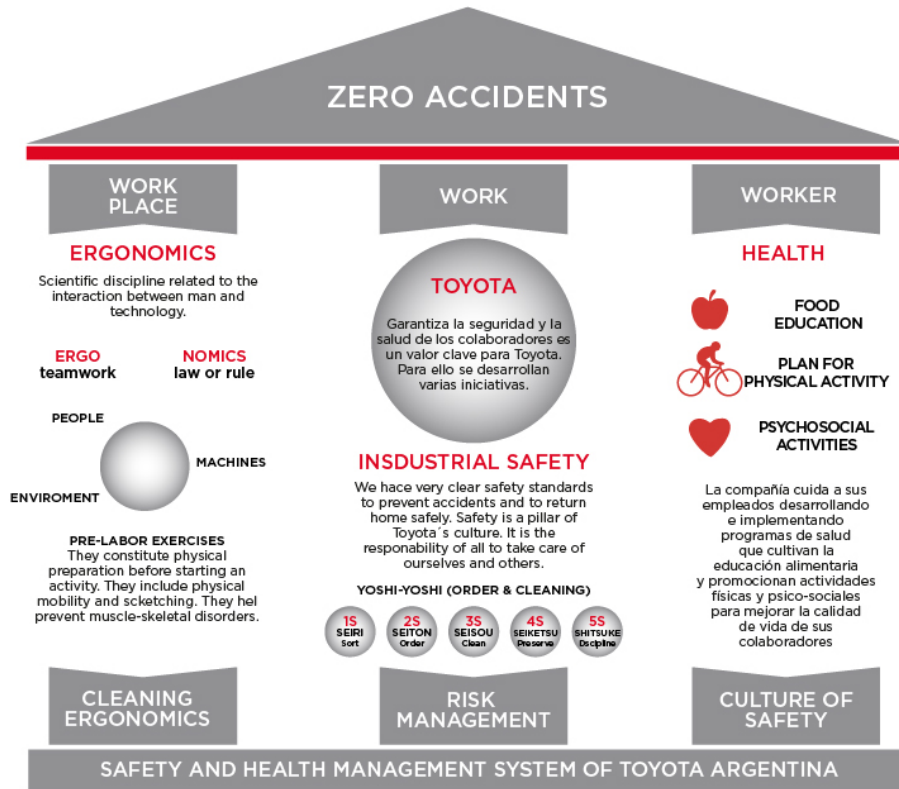 ZERO ACCIDENTS
WORK
PLACE
ERGONOMICS
Scientific discipline related to the
interaction between man and
technology.
ERGO
teamwork
NOMICS
law or rule
PEOPLE
MACHINES
ENVIROMENT
PRE-LABOR EXERCISES
They constitute physical
preparation before starting an
activity. They include physical
mobility and scketching. They hel
prevent muscle-skeletal disorders.
CLEANING
ERGONOMICS
WORK
TOYOTA
Garantiza la seguridad y la
salud de los colaboradores es
un valor clave para Toyota.
Para ello se desarrollan
varias iniciativas.
INSDUSTRIAL SAFETY
We hace very clear safety standards
to prevent accidents and to return
home safely. Safety is a pillar of
Toyota´s culture. It is the
responability of all to take care of
ourselves and others.
YOSHI-YOSHI (ORDER & CLEANING)
1S
SEIRI
Sort
2S
SEITON
Order
3S
SEISOU
Clean
4S
SEIKETSU
Preserve
5S
SHITSUKE
Dscipline
RISK
MANAGEMENT
WORKER
HEALTH
FOOD
EDUCATION
PLAN FOR
PHYSICAL ACTIVITY
PSYCHOSOCIAL
ACTIVITIES
La compañía cuida a sus
empleados desarrollando
e implementando
programas de salud
que cultivan la
educación alimentaria
y promocionan actividades
físicas y psico-sociales
para mejorar la calidad
de vida de sus
colaboradores
CULTURE OF
SAFETY
SAFETY AND HEALTH MANAGEMENT SYSTEM OF TOYOTA ARGENTINA